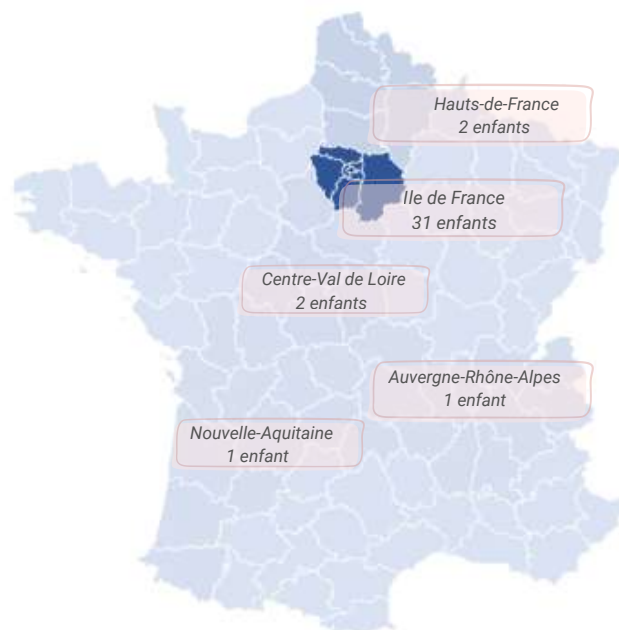 Hauts-de-France
2 enfants
Ile de France
31 enfants
Centre-Val de Loire
2 enfants
Auvergne-Rhône-Alpes
1 enfant
Nouvelle-Aquitaine
1 enfant